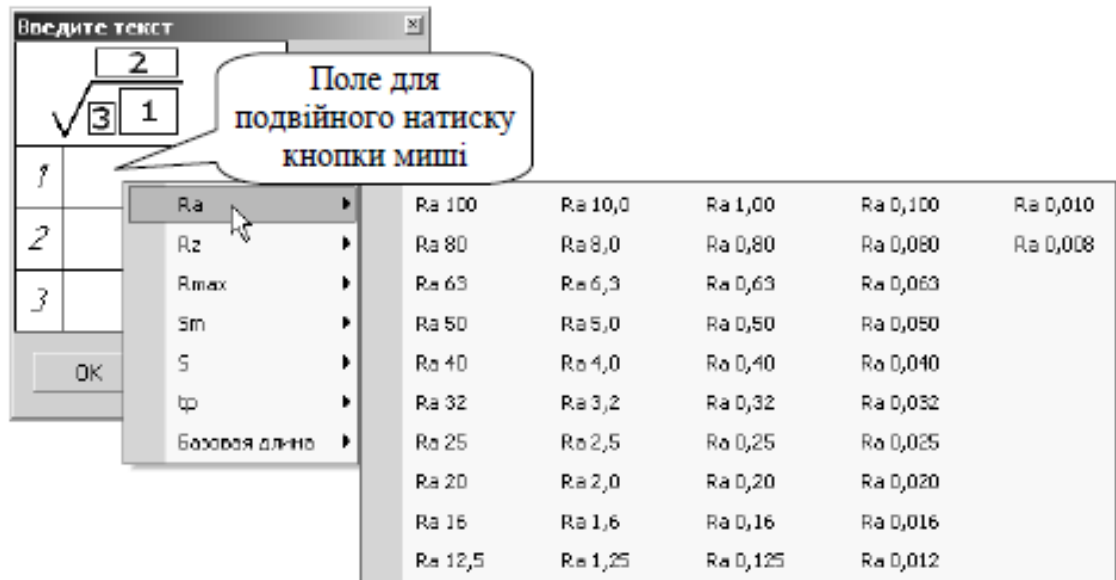 Введите текст
2
3 1
Поле для
подвійного натиску
кнопки миші
1
2
3
OK
Ra
Rz
Rmax
Sm
S
tp
Базовая длина
Ra 100 Ra 10,0 Ra 1,00 Ra 0,100 Ra 0,010
Ra 80 Ra 8,0 Ra 0,80 Ra 0,080 Ra 0,008
Ra 63 Ra 6,3 Ra 0,63 Ra 0,063
Ra 50 Ra 5,0 Ra 0,50 Ra 0,050
Ra 40 Ra 4,0 Ra 0,40 Ra 0,040
Ra 32 Ra 3,2 Ra 0,32 Ra 0,032
Ra 25 Ra 2,5 Ra 0,25 Ra 0,025
Ra 20 Ra 2,0 Ra 0,20 Ra 0,020
Ra 16 Ra 1,6 Ra 0,16 Ra 0,016
Ra 12,5 Ra 1,25 Ra 0,125 Ra 0,012